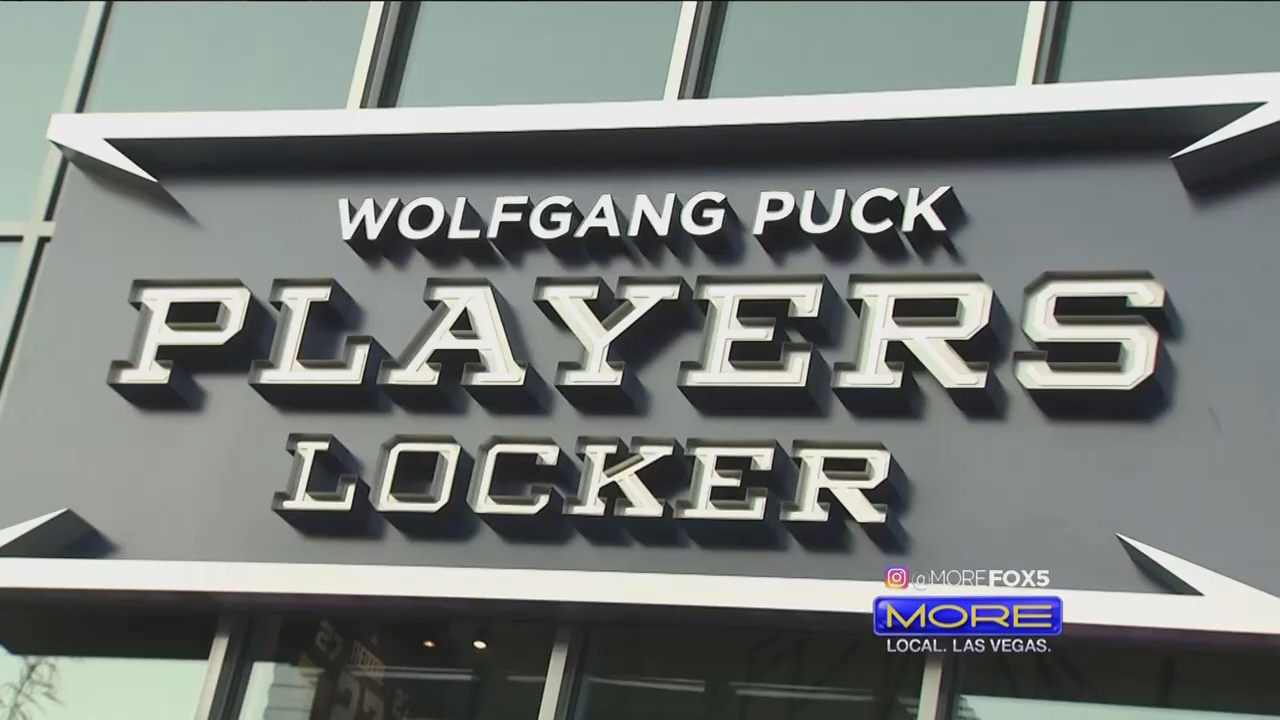 WOLFGANG PUCK
PLAYERS
LOCKER
@MOREFOX5
MORE
LOCAL. LAS VEGAS.